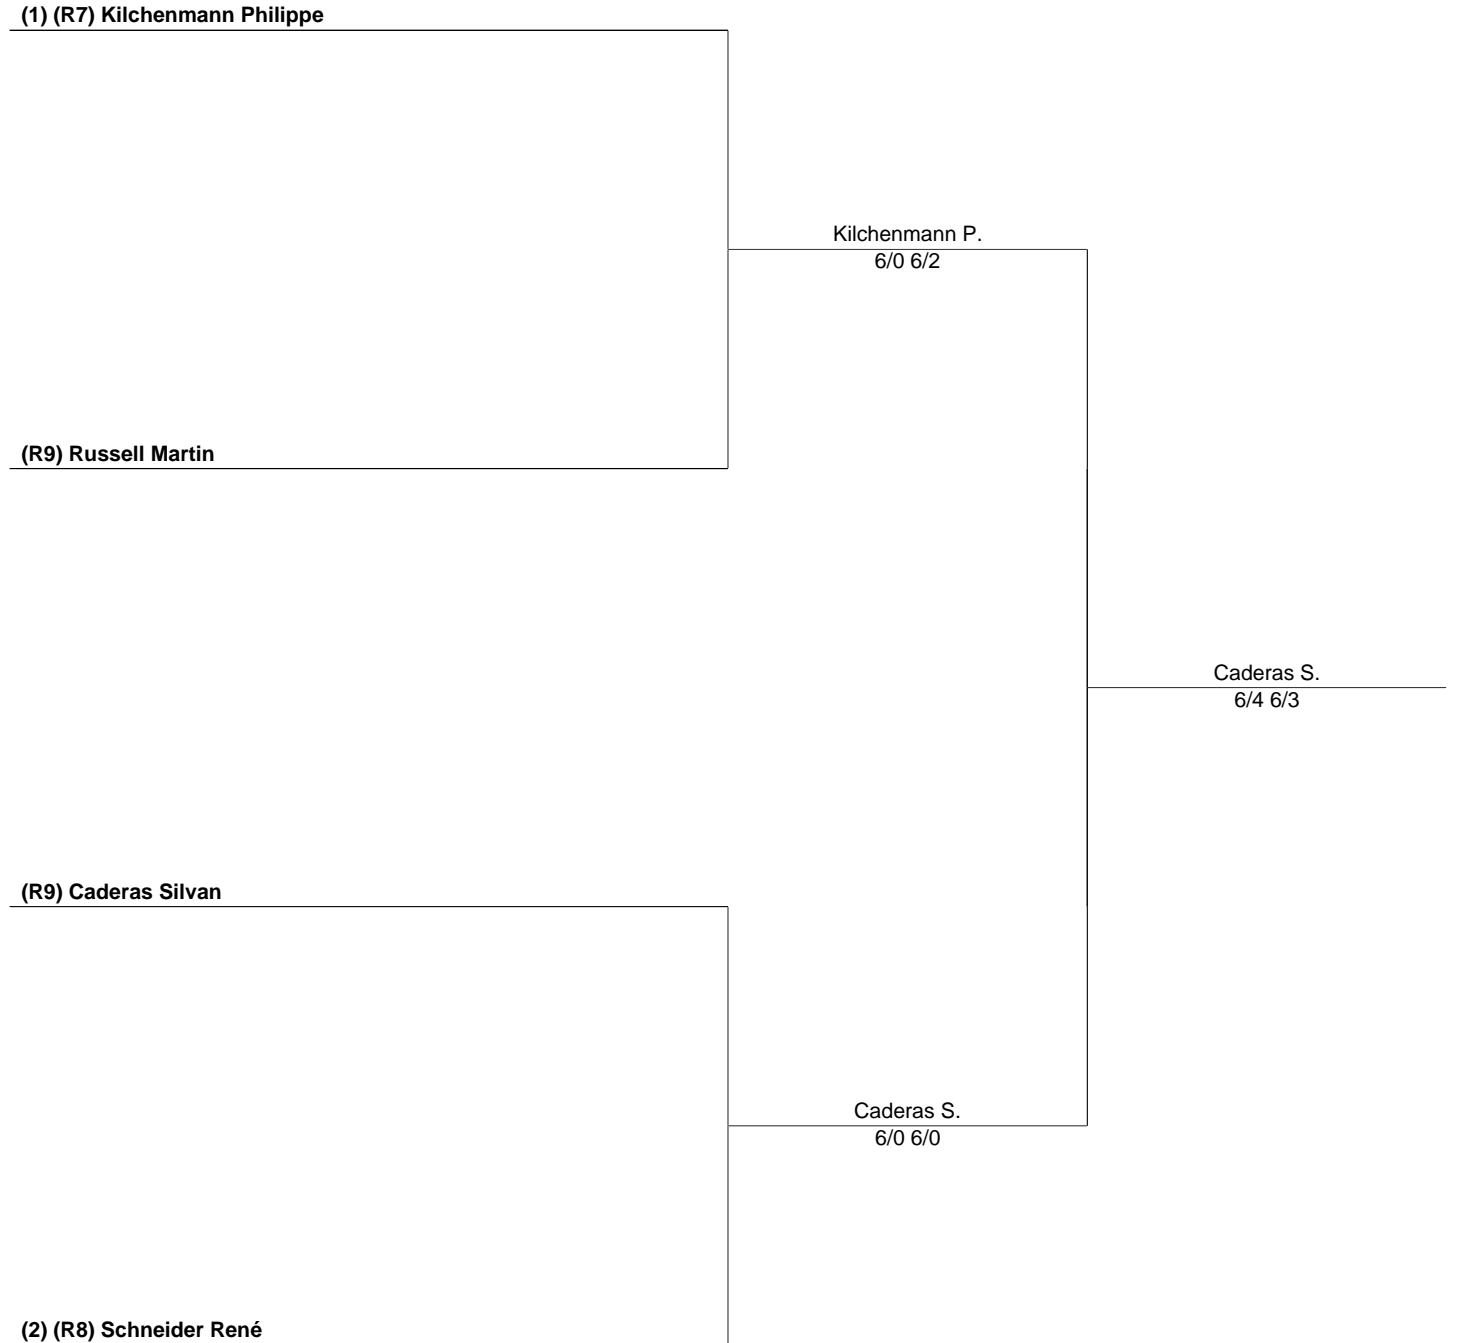 (1) (R7) Kilchenmann Philippe
Kilchenmann P.
6/0 6/2
(R9) Russell Martin
Caderas S.
6/4 6/3
(R9) Caderas Silvan
Caderas S.
6/0 6/0
(2) (R8) Schneider René